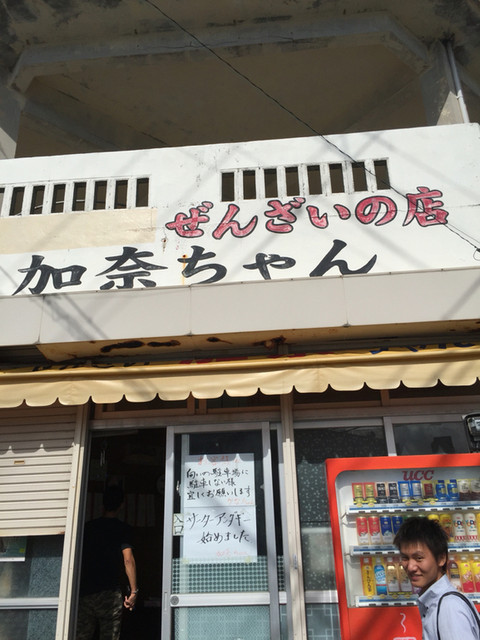 ぜんざいの店
加奈ちゃん
向いの駐車場に
駐車しない様
宜しくお願いします
入口
サーターアンダギー
始めました
UCC